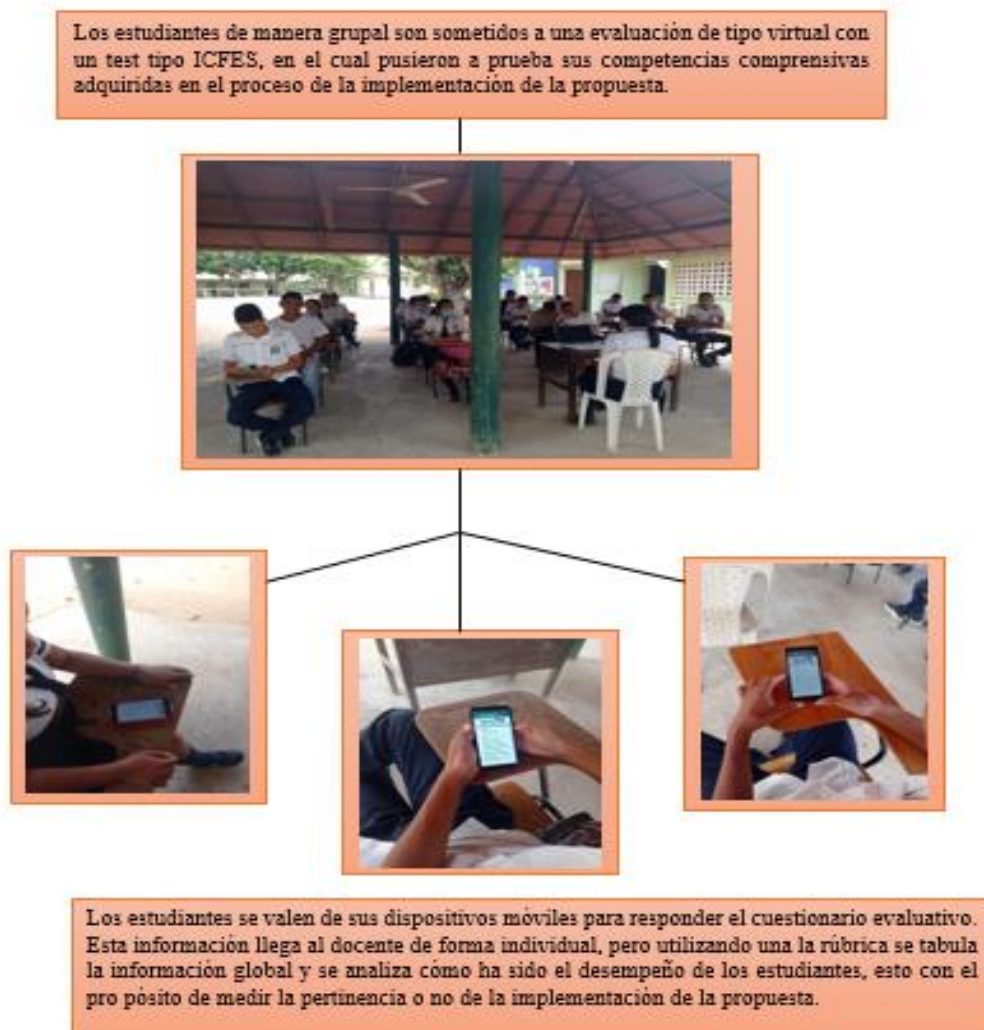 Los estudiantes de manera grupal son sometidos a una evaluación de tipo virtual con
un test tipo ICFES, en el cual pusieron a prueba sus competencias comprensivas
adquiridas en el proceso de la implementación de la propuesta.
Los estudiantes se valen de sus dispositivos móviles para responder el cuestionario evaluativo.
Esta información llega al docente de forma individual, pero utilizando una la rúbrica se tabula
la información global y se analiza cómo ha sido el desempeño de los estudiantes, esto con el
pro pósito de medir la pertinencia o no de la implementación de la propuesta.